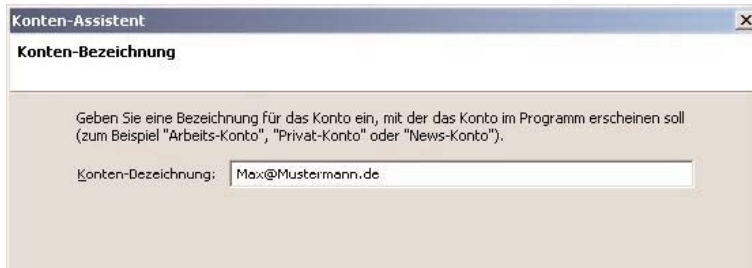 Konten-Assistent
Konten-Bezeichnung
Geben Sie eine Bezeichnung für das Konto ein, mit der das Konto im Programm erscheinen soll
(zum Beispiel "Arbeits-Konto", "Privat-Konto" oder "News-Konto").
Konten-Bezeichnung: Max@Mustermann.de